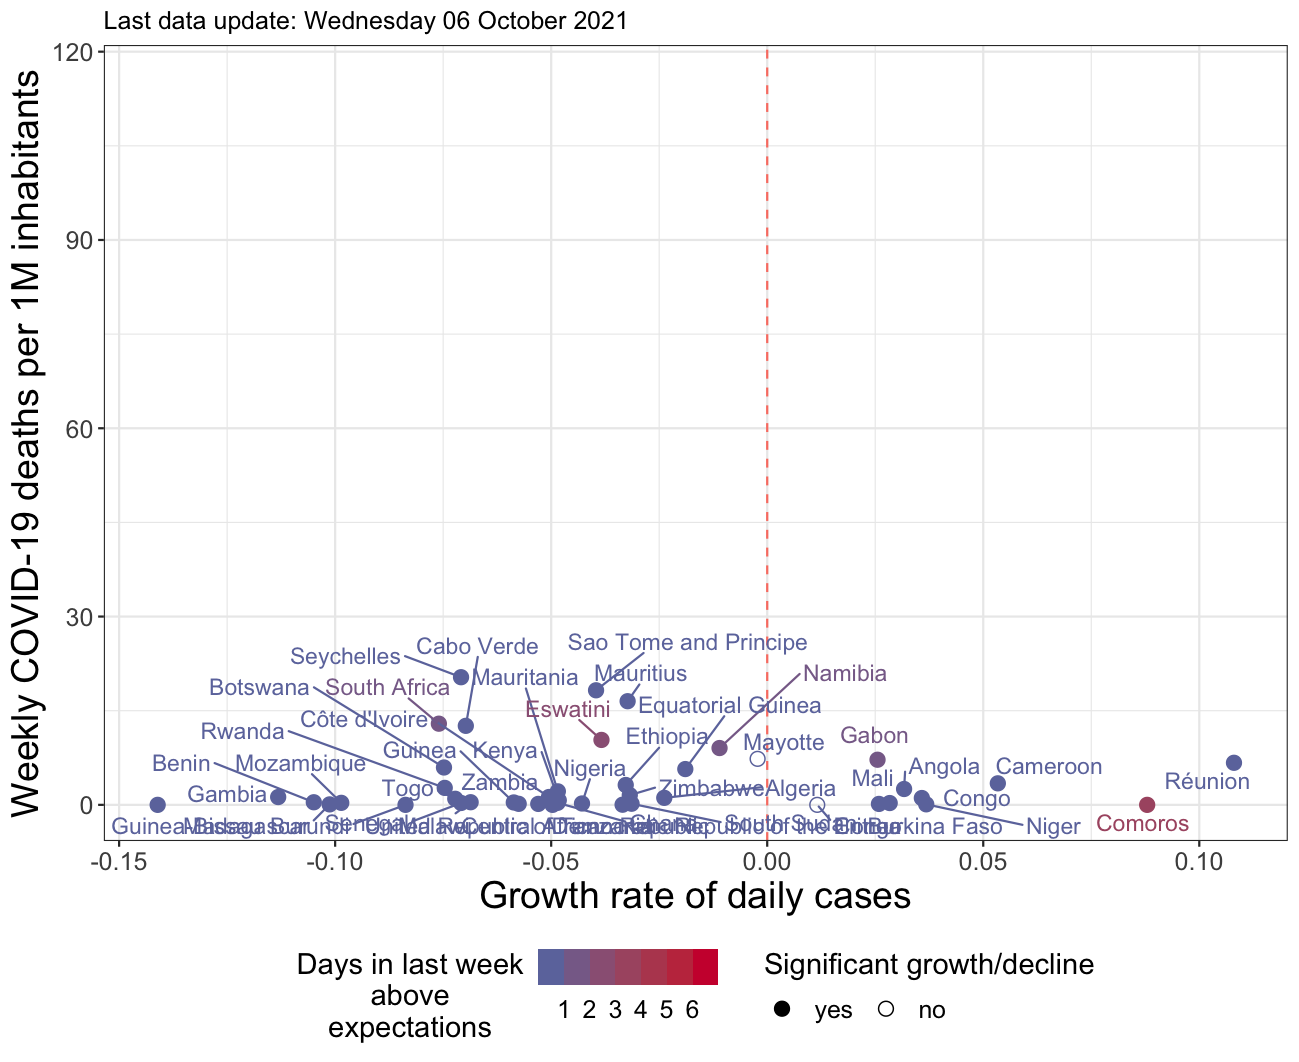 Last data update: Wednesday 06 October 2021
Weekly COVID-19 deaths per 1M inhabitants
120
90
60
30
0
Cabo Verde
Sao Tome and Principe
Seychelles
Mauritania
Mauritius
Namibia
Botswana
South Africa
Eswatini
Equatorial Guinea
Côte d'Ivoire
Rwanda
Ethiopia
Mayotte
Gabon
Guinea
Kenya
Benin
Mozambique
Nigeria
Angola
Cameroon
Mali
Réunion
Zambia
Togo
Zimbabwe
Algeria
Gambia
Congo
Burkina Faso
Niger
Comoros
-0.15
-0.10
-0.05
0.00
0.05
0.10
Growth rate of daily cases
Days in last week
above
expectations
1 2 3 4 5 6
Significant growth/decline
yes
no